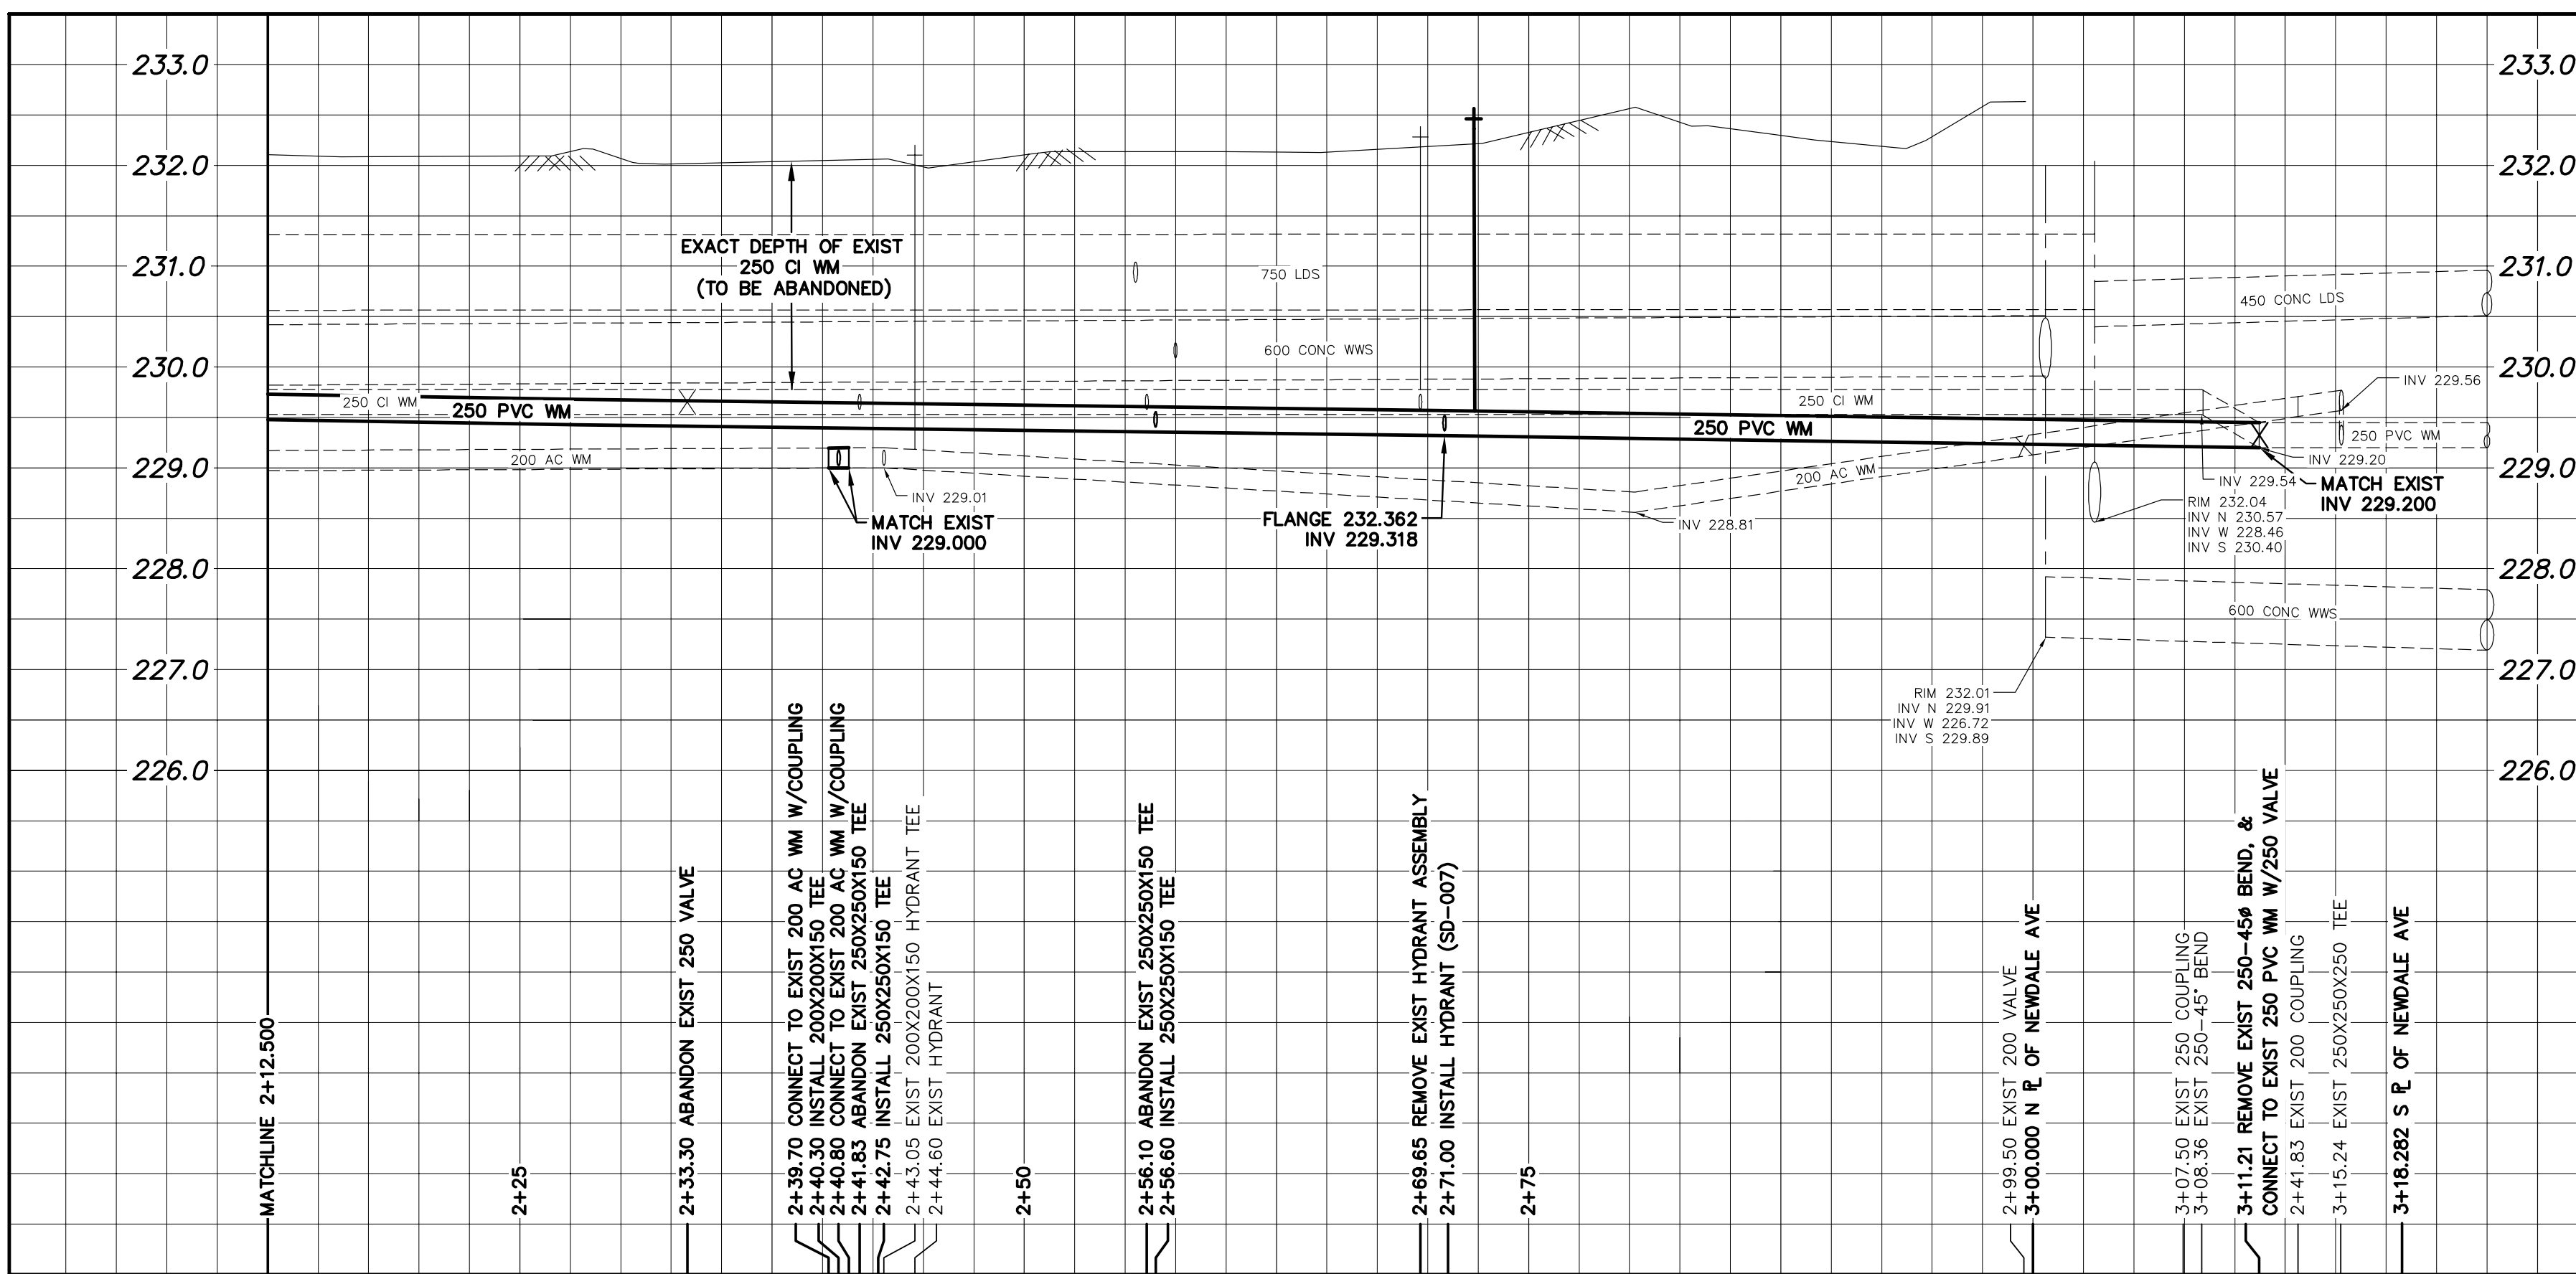 233.0
233.0
232.0
232.0
231.0
231.0
230.0
230.0
229.0
229.0
228.0
228.0
227.0
227.0
226.0
226.0
EXACT DEPTH OF EXIST
250 CI WM
(TO BE ABANDONED)
750 LDS
450 CONC LDS
600 CONC WWS
INV 229.56
250 CI WM
250 PVC WM
250 CI WM
250 PVC WM
250 PVC WM
200 AC WM
200 AC WM
INV 229.20
INV 229.54
MATCH EXIST
INV 229.200
INV 229.01
MATCH EXIST
INV 229.000
FLANGE 232.362
INV 229.318
INV 228.81
RIM 232.04
INV N 230.57
INV W 228.46
INV S 230.40
600 CONC WWS
RIM 232.01
INV N 229.91
INV W 226.72
INV S 229.89
MATCHLINE 2+12.500
2+25
2+33.30 ABANDON EXIST 250 VALVE
2+39.70 CONNECT TO EXIST 200 AC WM W/COUPLING
2+40.30 INSTALL 200X200X150 TEE
2+40.80 CONNECT TO EXIST 200 AC WM W/COUPLING
2+41.83 ABANDON EXIST 250X250X150 TEE
2+42.75 INSTALL 250X250X150 TEE
2+43.05 EXIST 200X200X150 HYDRANT TEE
2+44.60 EXIST HYDRANT
2+50
2+56.10 ABANDON EXIST 250X250X150 TEE
2+56.60 INSTALL 250X250X150 TEE
2+69.65 REMOVE EXIST HYDRANT ASSEMBLY
2+71.00 INSTALL HYDRANT (SD-007)
2+75
2+99.50 EXIST 200 VALVE
3+00.000 N PL OF NEWDALE AVE
3+07.50 EXIST 250 COUPLING
3+08.36 EXIST 250-45° BEND
3+11.21 REMOVE EXIST 250-45ø BEND, &
CONNECT TO EXIST 250 PVC WM W/250 VALVE
2+41.83 EXIST 200 COUPLING
3+15.24 EXIST 250X250X250 TEE
3+18.282 S PL OF NEWDALE AVE